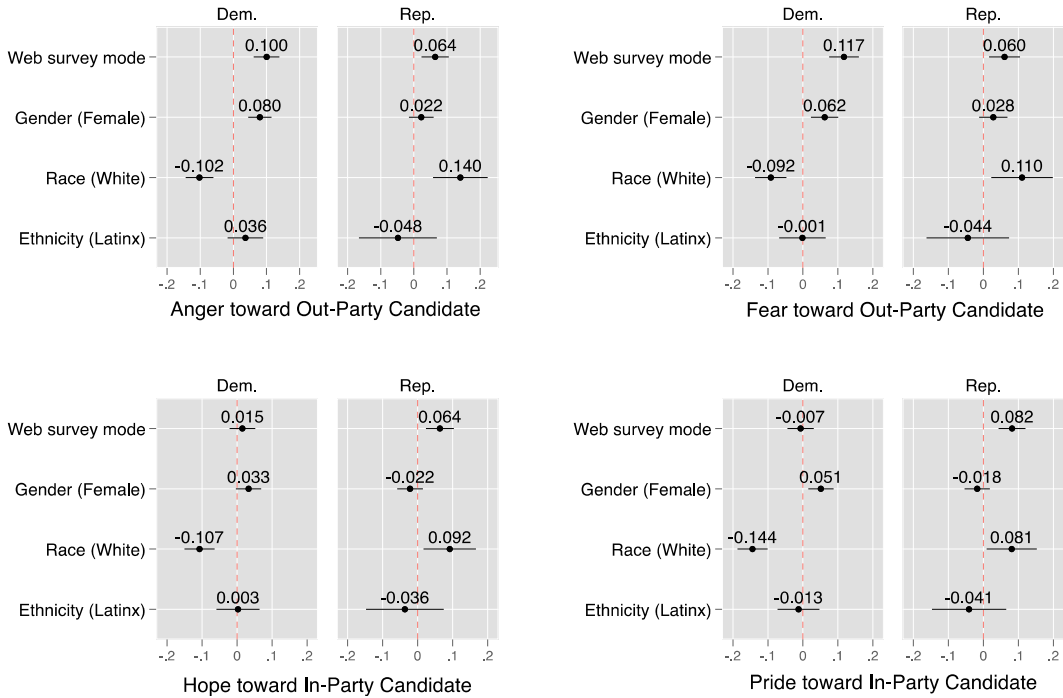 Dem. Rep.
Web survey mode 0.100 0.064
Gender (Female) 0.080 0.022
Race (White) -0.102 0.140
Ethnicity (Latinx) 0.036 -0.048
-.2 -.1 0 .1 .2 -.2 -.1 0 .1 .2
Anger toward Out-Party Candidate
Dem. Rep.
Web survey mode 0.117 0.060
Gender (Female) 0.062 0.028
Race (White) -0.092 0.110
Ethnicity (Latinx) -0.001 -0.044
-.2 -.1 0 .1 .2 -.2 -.1 0 .1 .2
Fear toward Out-Party Candidate
Dem. Rep.
Web survey mode 0.015 0.064
Gender (Female) 0.033 -0.022
Race (White) -0.107 0.092
Ethnicity (Latinx) 0.003 -0.036
-.2 -.1 0 .1 .2 -.2 -.1 0 .1 .2
Hope toward In-Party Candidate
Dem. Rep.
Web survey mode -0.007 0.082
Gender (Female) 0.051 -0.018
Race (White) -0.144 0.081
Ethnicity (Latinx) -0.013 -0.041
-.2 -.1 0 .1 .2 -.2 -.1 0 .1 .2
Pride toward In-Party Candidate